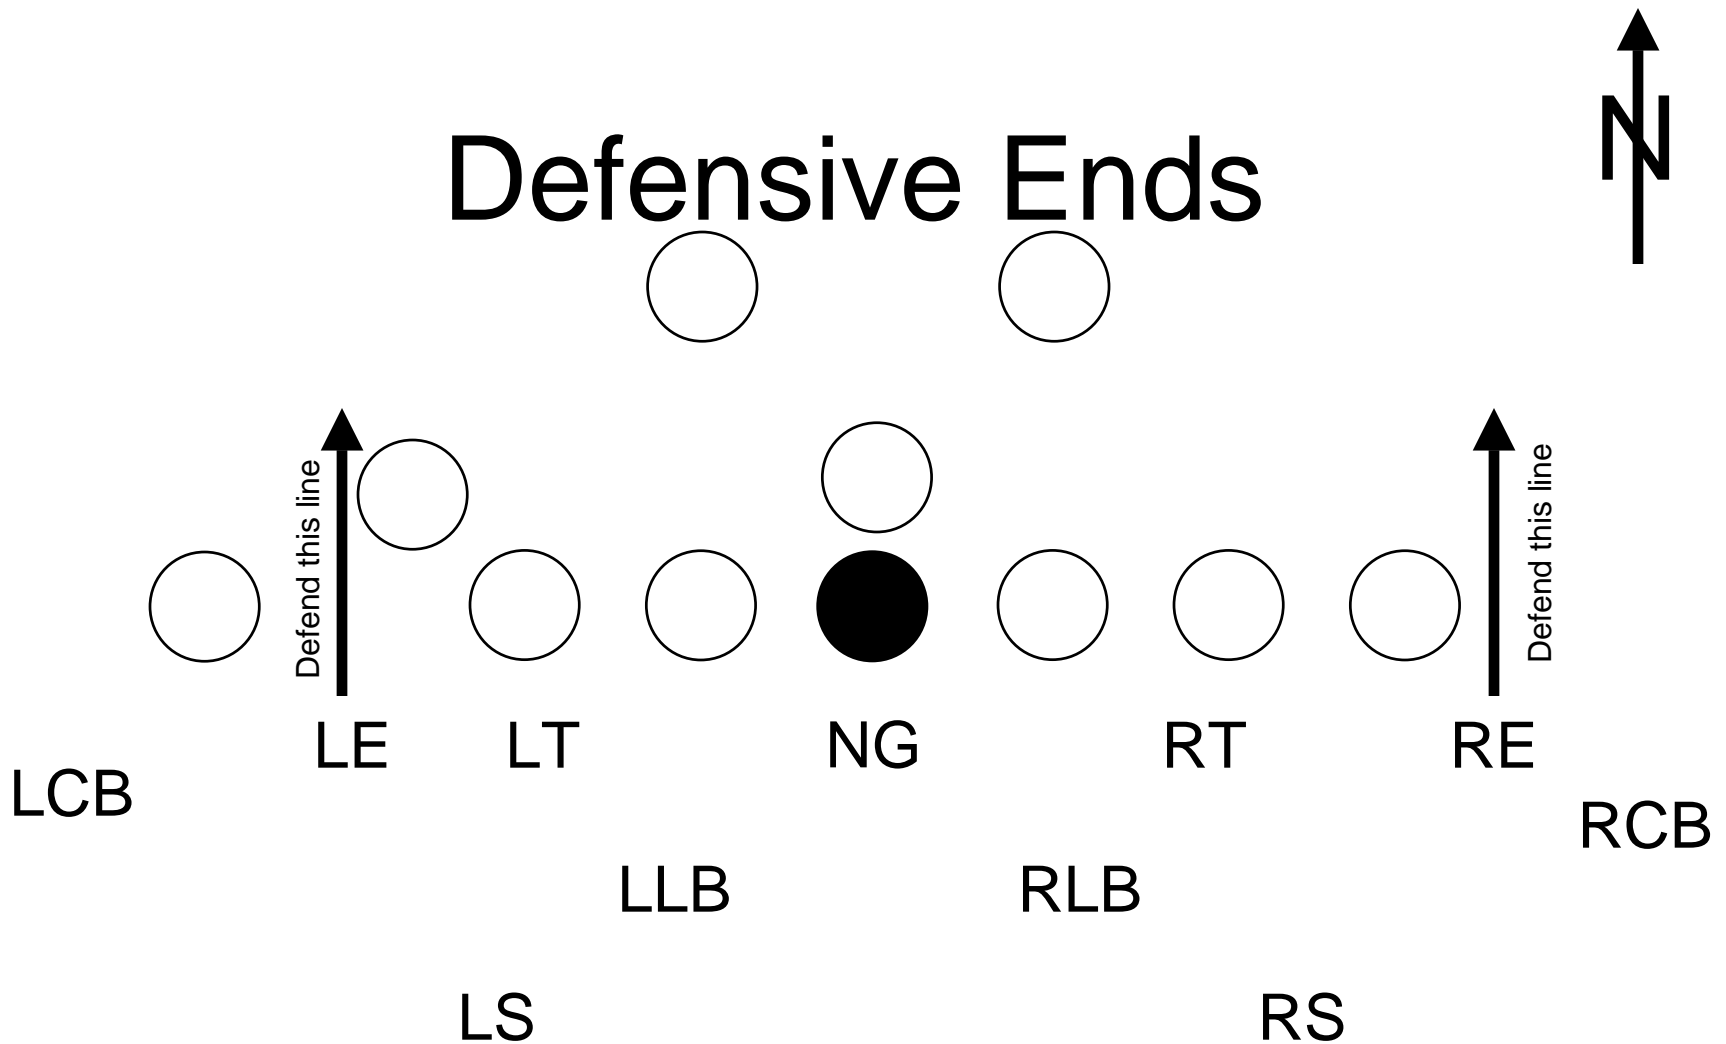 N
Defensive Ends
Defend this line
Defend this line
LE LT NG RT RE
LCB
RCB
LLB RLB
LS RS